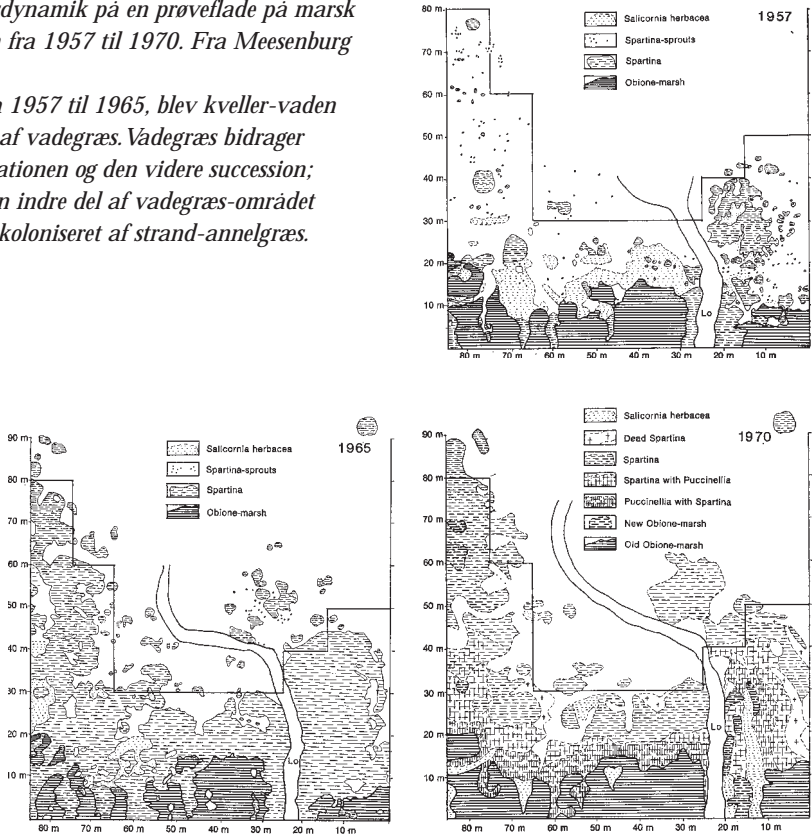 rdynamik på en prøveflade på marsk
fra 1957 til 1970. Fra Meesenburg
1957 til 1965, blev kveller-vaden
af vadegræs. Vadegræs bidrager
ationen og den videre succession;
n indre del af vadegræs-området
koloniseret af strand-annelgræs.
80 m
70 m
60 m
50 m
40 m
30 m
20 m
10 m
Salicornia herbacea
Spartina-sprouts
Spartina
Obione-marsh
1957
Lo
80 m 70 m 60 m 50 m 40 m 30 m 20 m 10 m
90 m
80 m
70 m
60 m
50 m
40 m
30 m
20 m
10 m
Salicornia herbacea
Spartina-sprouts
Spartina
Obione-marsh
1965
Lo
80 m 70 m 60 m 50 m 40 m 30 m 20 m 10 m
90 m
80 m
70 m
60 m
50 m
40 m
30 m
20 m
10 m
Salicornia herbacea
Dead Spartina
Spartina
Spartina with Puccinellia
Puccinellia with Spartina
New Obione-marsh
Old Obione-marsh
1970
Lo
80 m 70 m 60 m 50 m 40 m 30 m 20 m 10 m